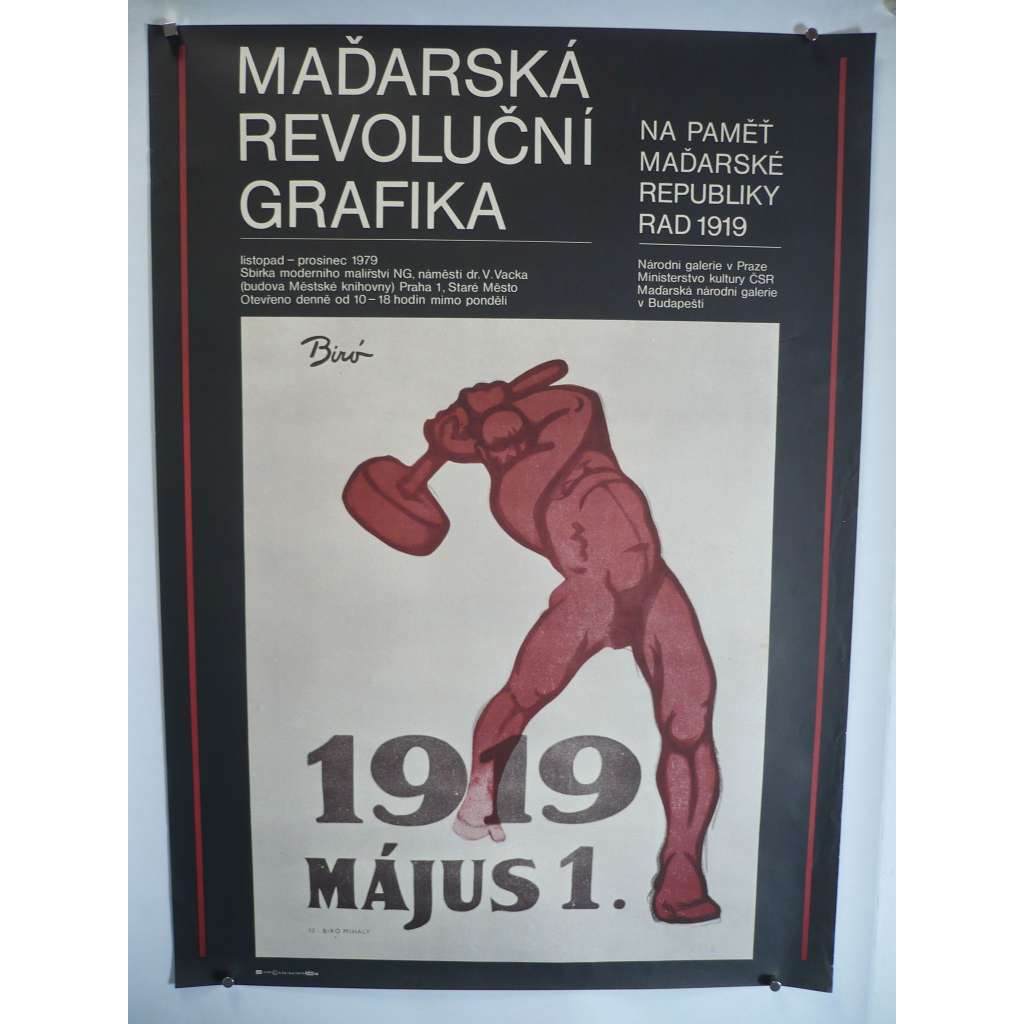 MAĎARSKÁ
REVOLUČNÍ
GRAFIKA
listopad – prosinec 1979
Sbírka moderního malířství NG, náměstí dr. V. Vacka
(budova Městské knihovny) Praha 1, Staré Město
Otevřeno denně od 10 – 18 hodin mimo pondělí
NA PAMĚŤ
MAĎARSKÉ
REPUBLIKY
RAD 1919
Národní galerie v Praze
Ministerstvo kultury ČSR
Maďarská národní galerie
v Budapešti
Biró
1919
MÁJUS 1.
BIRÓ MIHÁLY